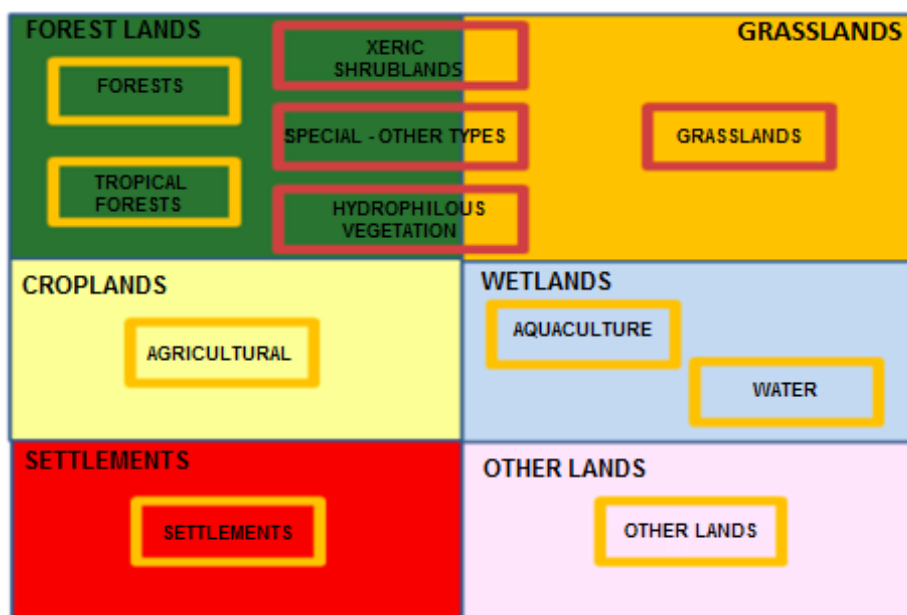 FOREST LANDS
FORESTS
TROPICAL
FORESTS
XERIC
SHRUBLANDS
SPECIAL - OTHER TYPES
HYDROPHILOUS
VEGETATION
GRASSLANDS
GRASSLANDS
CROPLANDS
AGRICULTURAL
WETLANDS
AQUACULTURE
WATER
SETTLEMENTS
SETTLEMENTS
OTHER LANDS
OTHER LANDS